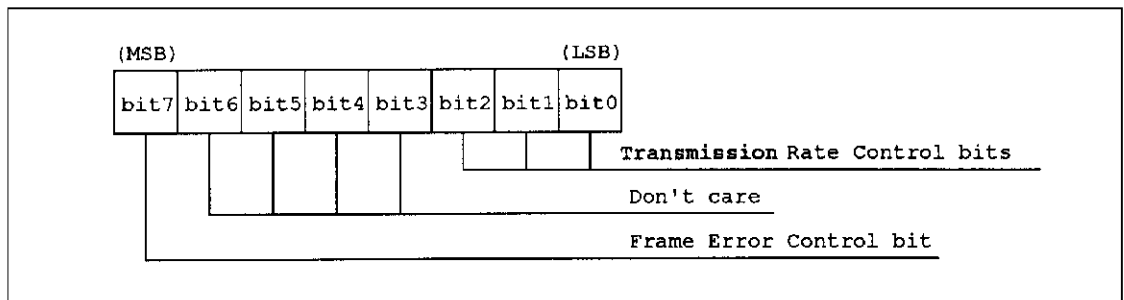 (MSB) (LSB)
bit7 bit6 bit5 bit4 bit3 bit2 bit1 bit0
Transmission Rate Control bits
Don't care
Frame Error Control bit